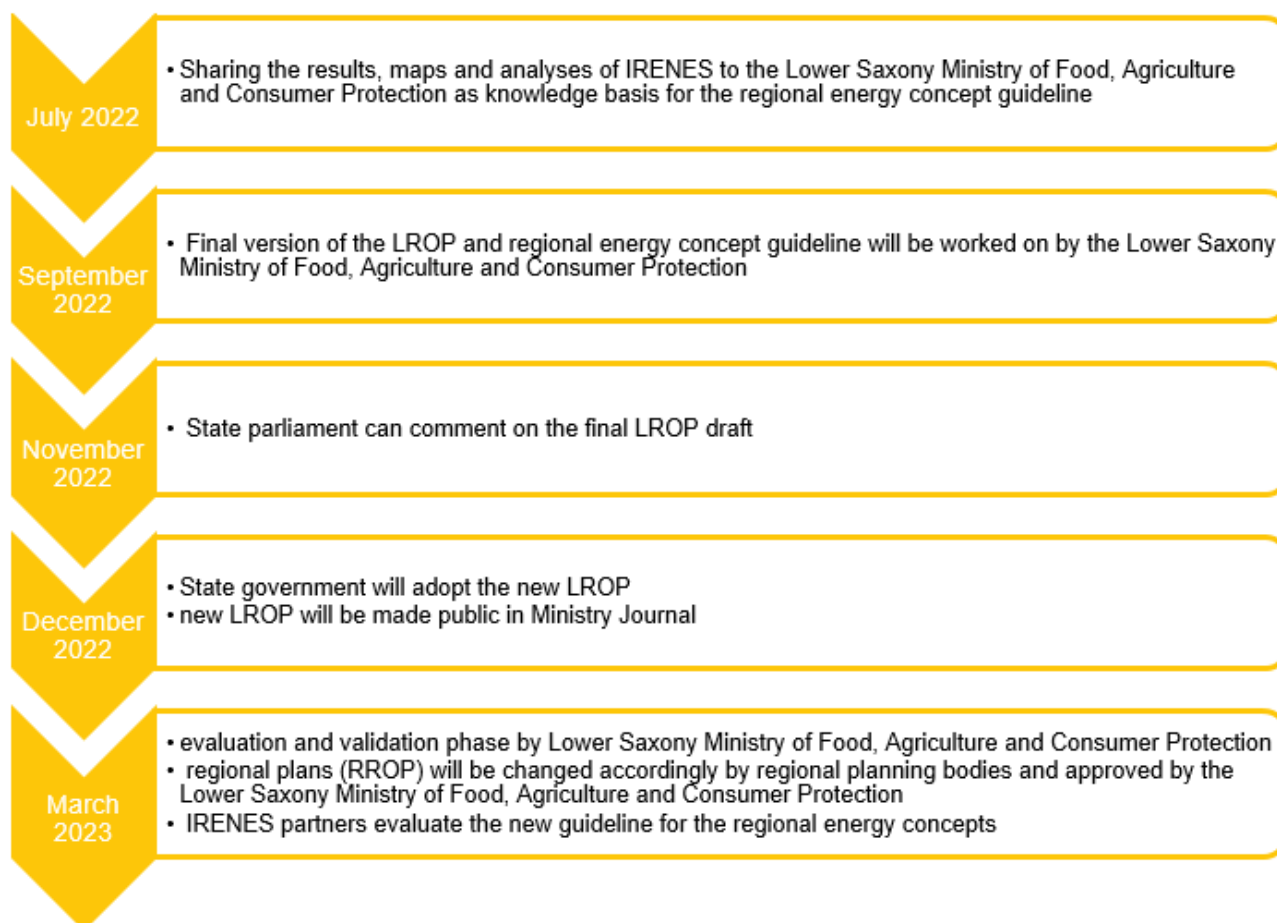 July 2022
• Sharing the results, maps and analyses of IRENES to the Lower Saxony Ministry of Food, Agriculture
and Consumer Protection as knowledge basis for the regional energy concept guideline
September
2022
• Final version of the LROP and regional energy concept guideline will be worked on by the Lower Saxony
Ministry of Food, Agriculture and Consumer Protection
November
2022
• State parliament can comment on the final LROP draft
December
2022
• State government will adopt the new LROP
• new LROP will be made public in Ministry Journal
March
2023
• evaluation and validation phase by Lower Saxony Ministry of Food, Agriculture and Consumer Protection
• regional plans (RROP) will be changed accordingly by regional planning bodies and approved by the
Lower Saxony Ministry of Food, Agriculture and Consumer Protection
• IRENES partners evaluate the new guideline for the regional energy concepts